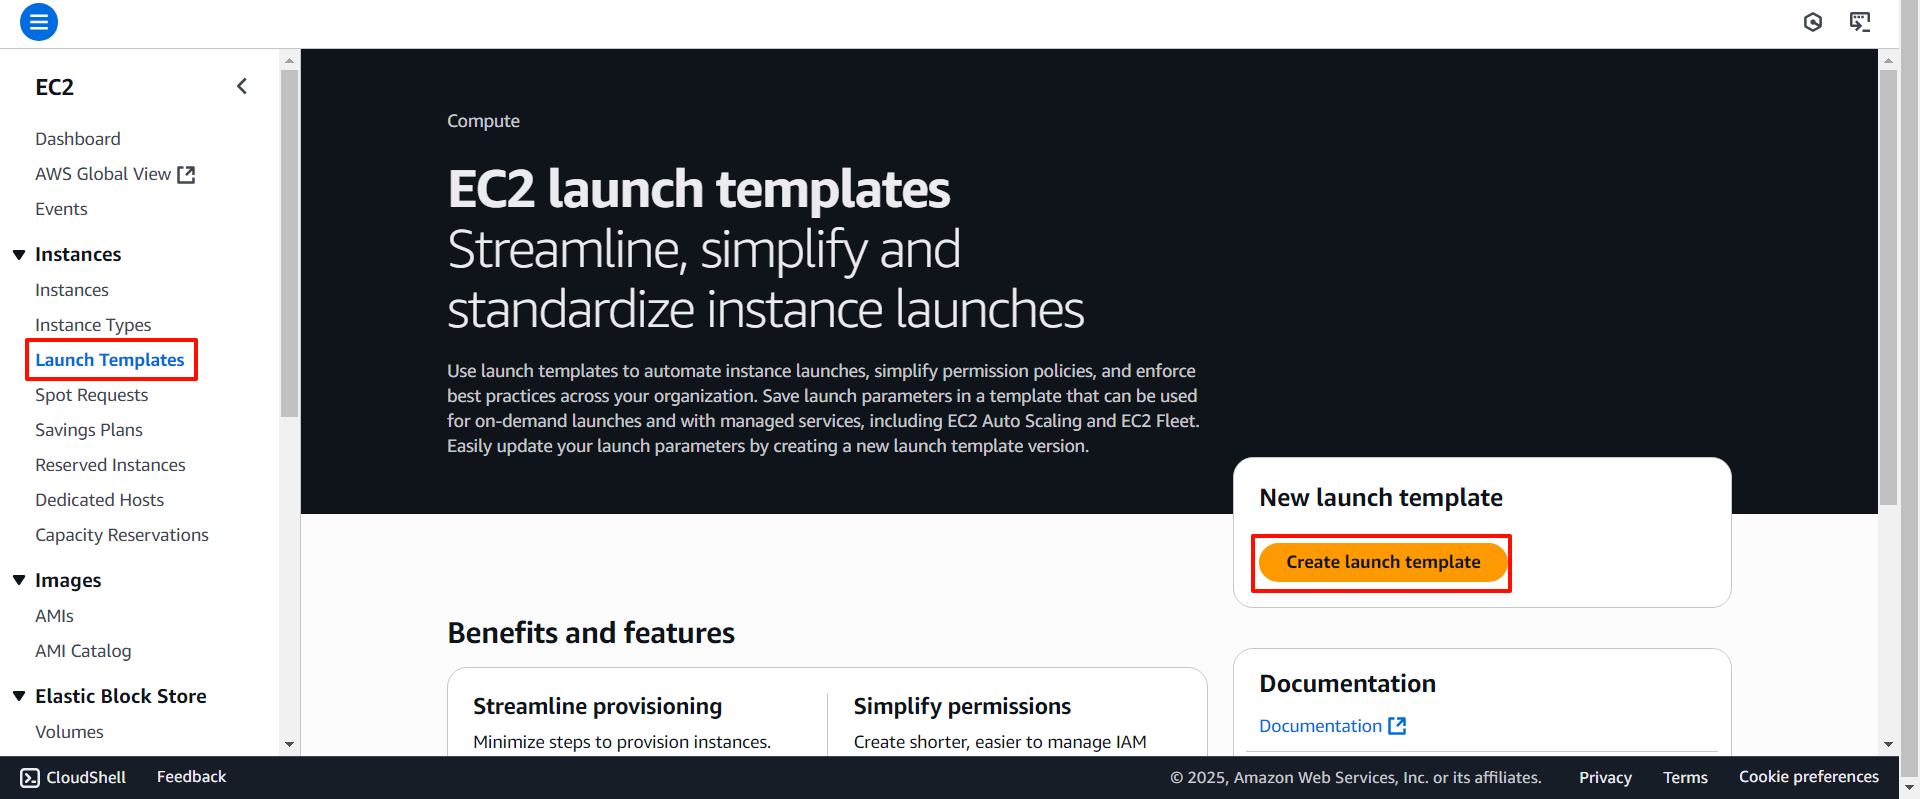 EC2
Dashboard
AWS Global View
Events
Instances
Instances
Instance Types
Launch Templates
Spot Requests
Savings Plans
Reserved Instances
Dedicated Hosts
Capacity Reservations
Images
AMIs
AMI Catalog
Elastic Block Store
Volumes
Compute
EC2 launch templates
Streamline, simplify and
standardize instance launches
Use launch templates to automate instance launches, simplify permission policies, and enforce
best practices across your organization. Save launch parameters in a template that can be used
for on-demand launches and with managed services, including EC2 Auto Scaling and EC2 Fleet.
Easily update your launch parameters by creating a new launch template version.
New launch template
Create launch template
Benefits and features
Streamline provisioning
Minimize steps to provision instances.
Simplify permissions
Create shorter, easier to manage IAM
Documentation
Documentation
CloudShell
Feedback
© 2025, Amazon Web Services, Inc. or its affiliates.
Privacy
Terms
Cookie preferences